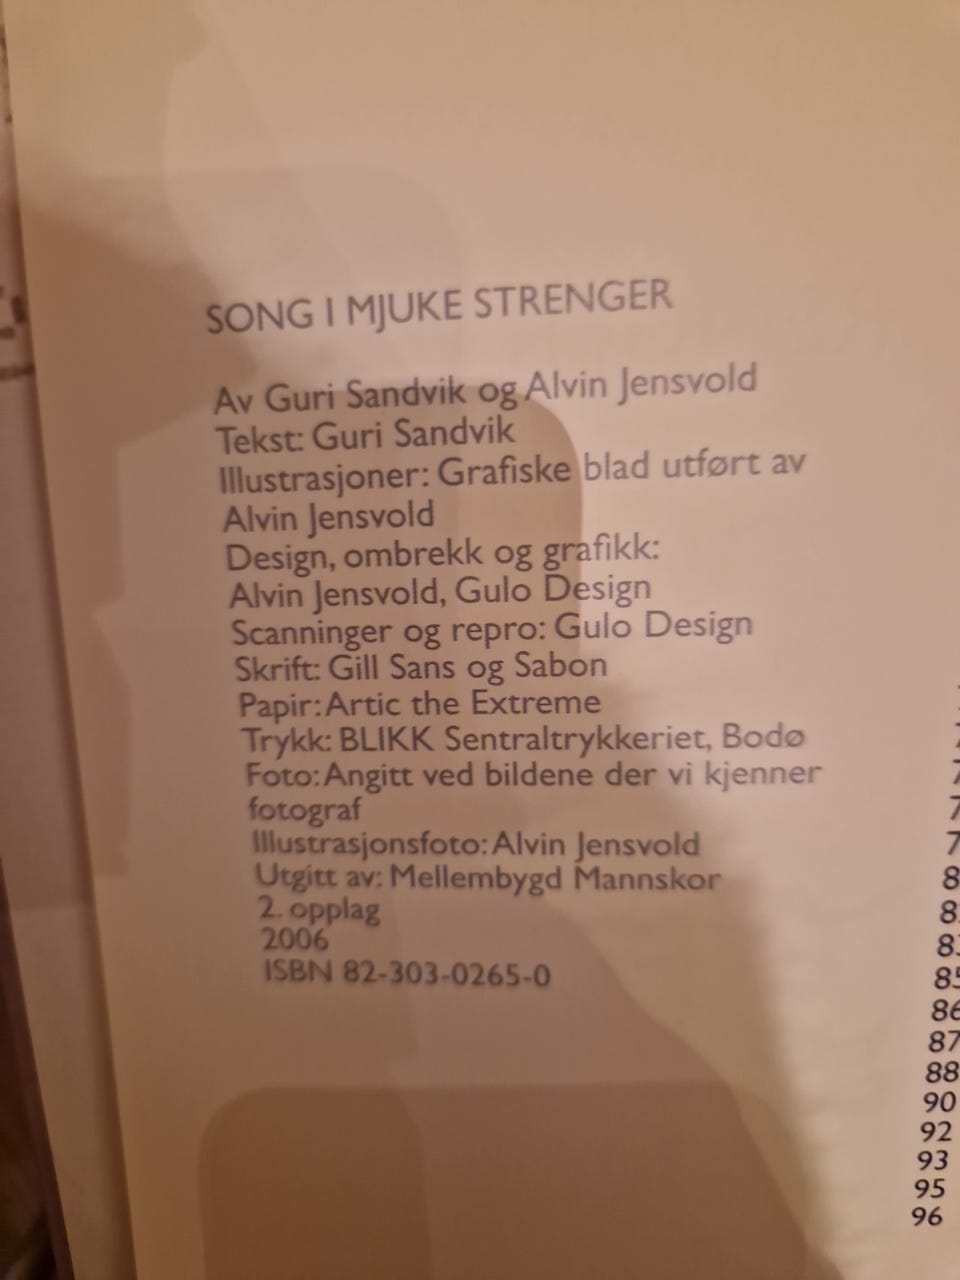 SONG I MJUKE STRENGER
Av Guri Sandvik og Alvin Jensvold
Tekst: Guri Sandvik
Illustrasjoner: Grafiske blad utført av
Alvin Jensvold
Design, ombrekk og grafikk:
Alvin Jensvold, Gulo Design
Scanninger og repro: Gulo Design
Skrift: Gill Sans og Sabon
Papir: Artic the Extreme
Trykk: BLIKK Sentraltrykkeriet, Bodø
Foto: Angitt ved bildene der vi kjenner
fotograf
Illustrasjonsfoto: Alvin Jensvold
Utgitt av: Mellembygd Mannskor
2. opplag
2006
ISBN 82-303-0265-0
83
85
86
87
88
90
92
93
95
96